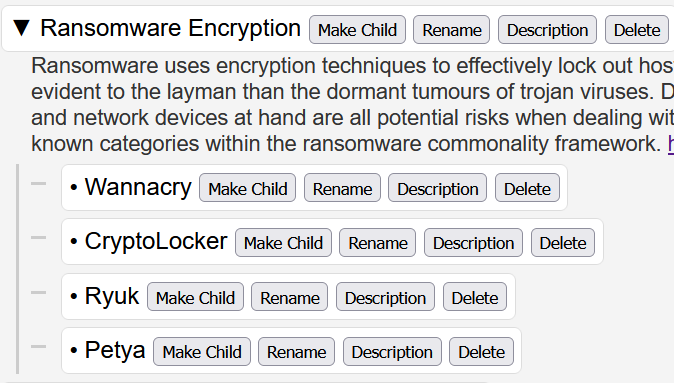 ▼ Ransomware Encryption Make Child Rename Description Delete
Ransomware uses encryption techniques to effectively lock out
evident to the layman than the dormant tumours of trojan viruses.
and network devices at hand are all potential risks when dealing
known categories within the ransomware commonality framework.
• Wannacry Make Child Rename Description Delete
• CryptoLocker Make Child Rename Description Delete
• Ryuk Make Child Rename Description Delete
• Petya Make Child Rename Description Delete